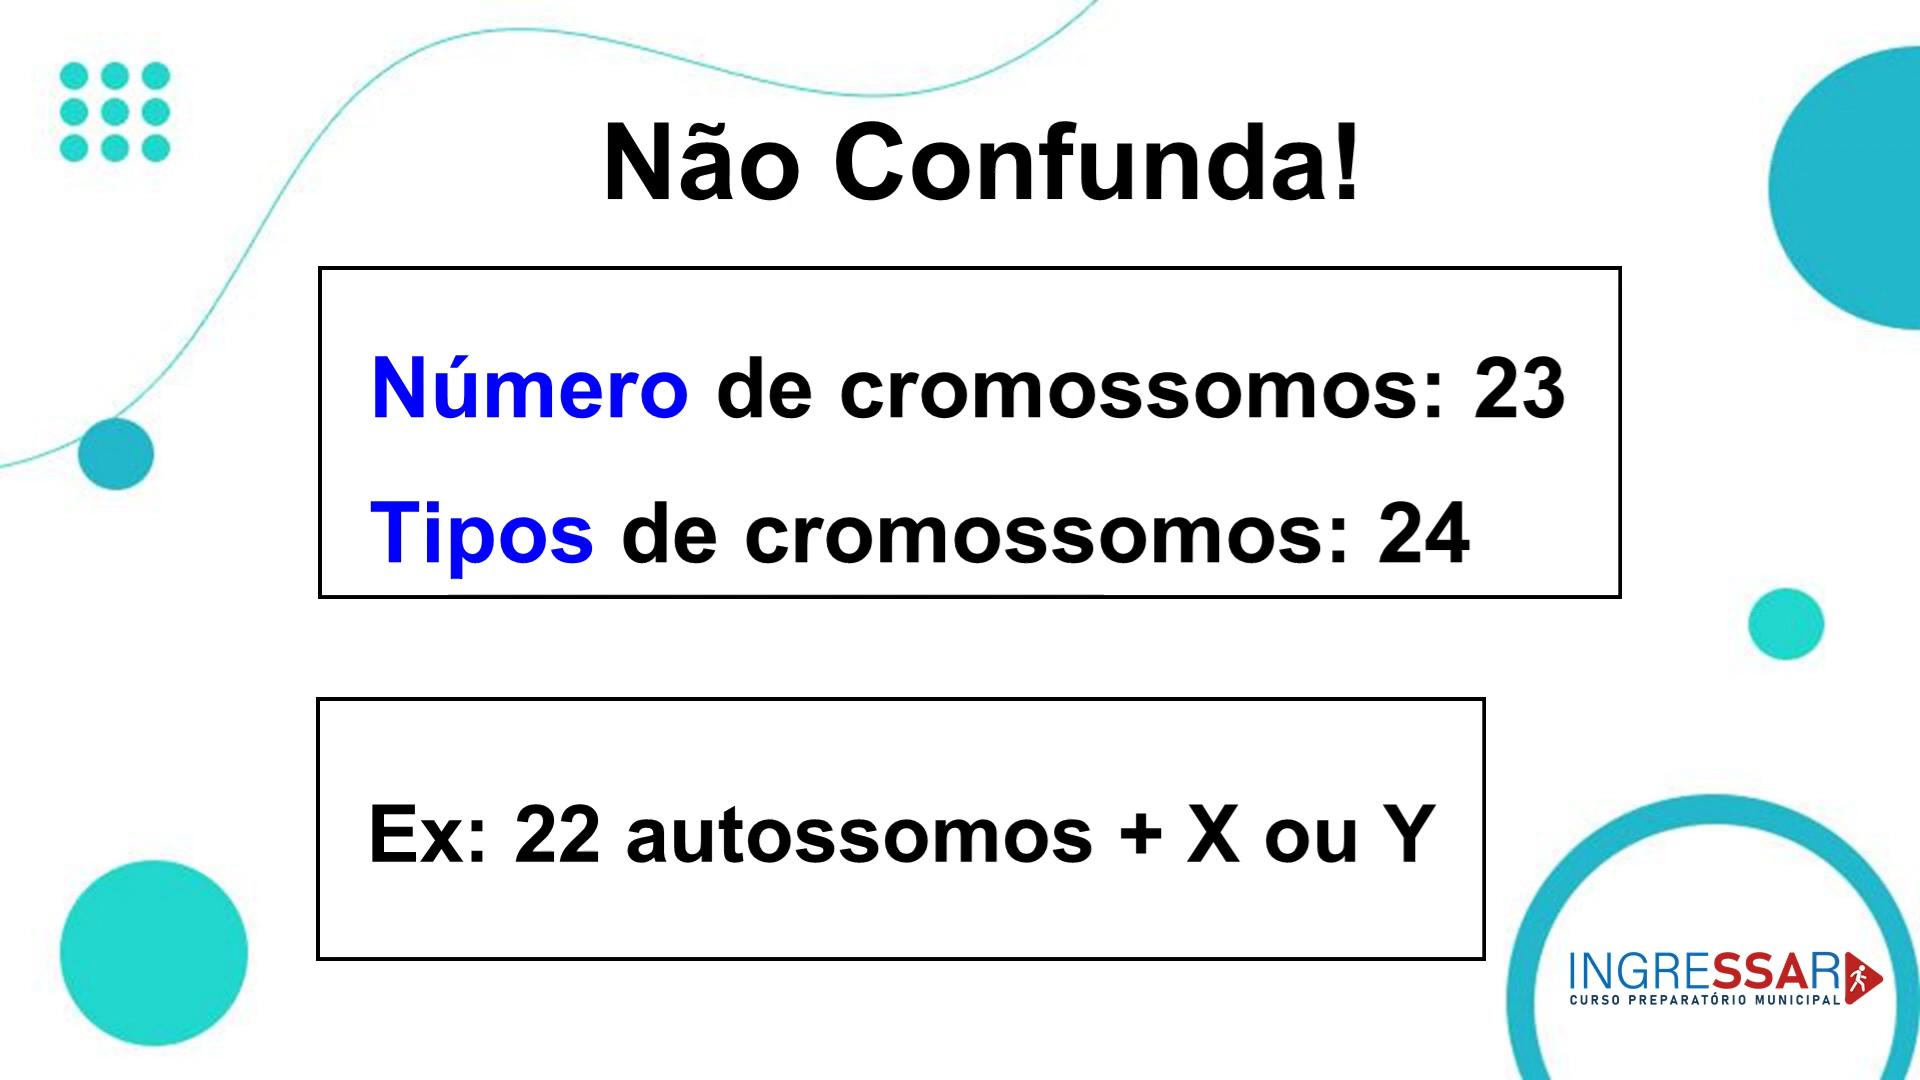 Não Confunda!
Número de cromossomos: 23
Tipos de cromossomos: 24
Ex: 22 autossomos + X ou Y
INGRESSAR
CURSO PREPARATÓRIO MUNICIPAL